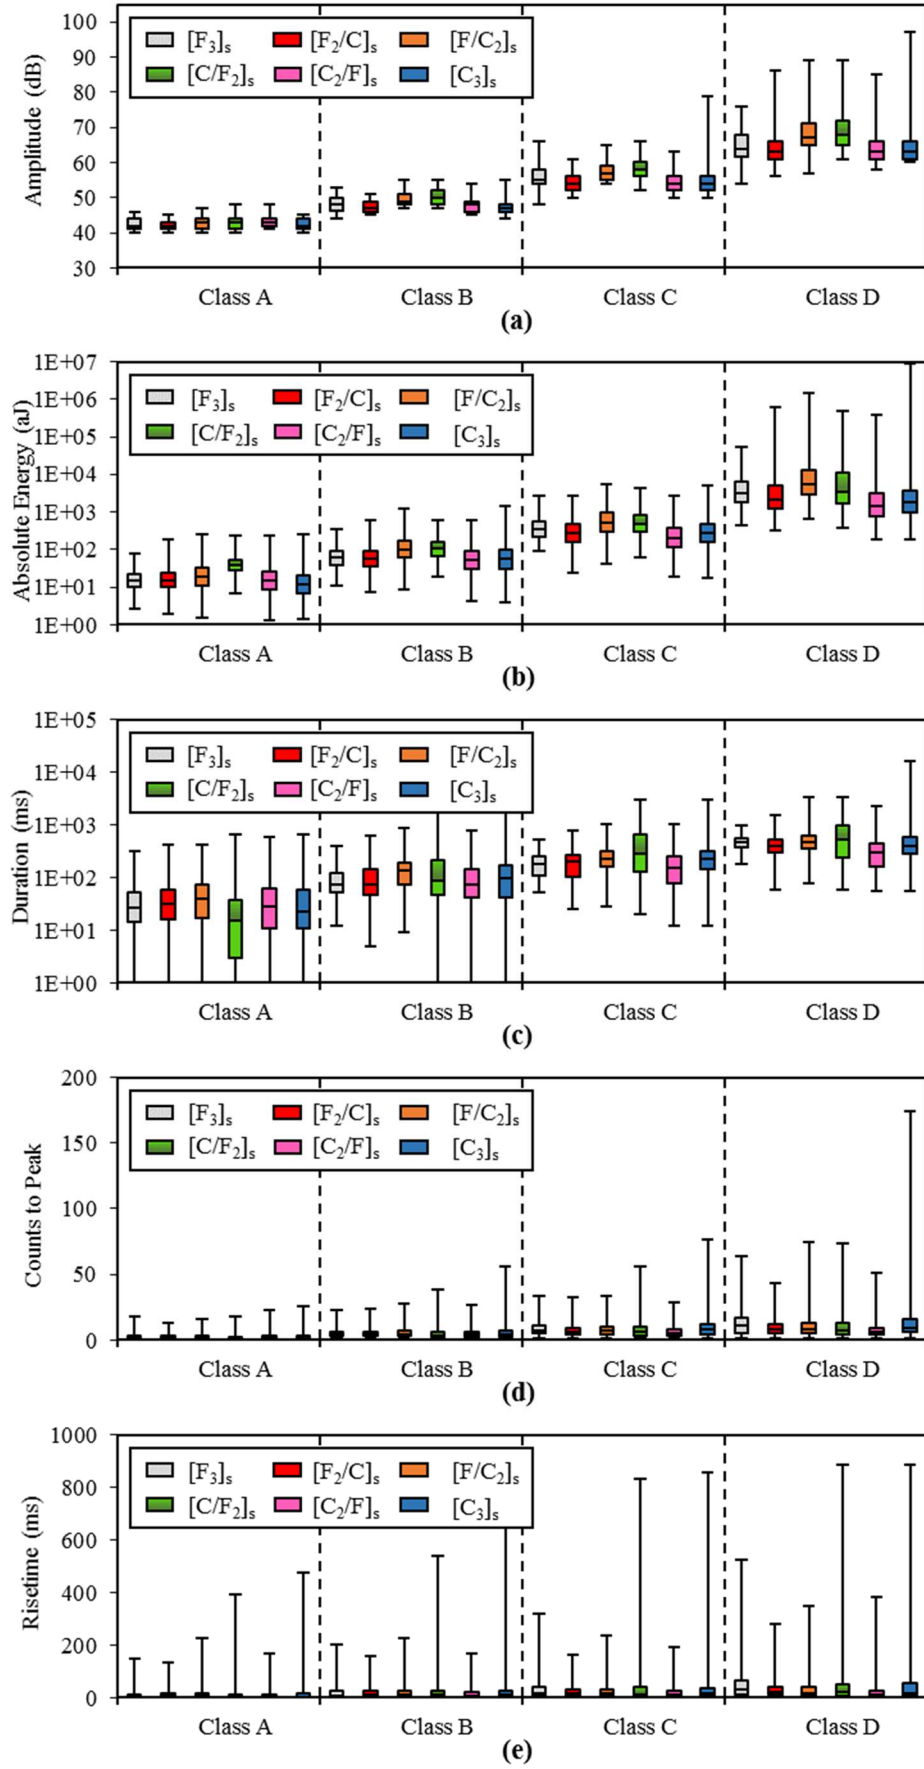 100
90
80
70
60
50
40
30
Amplitude (dB)
[F3]s [F2/C]s [F/C2]s
[C/F2]s [C2/F]s [C3]s
Class A Class B Class C Class D
(a)
1E+07
1E+06
1E+05
1E+04
1E+03
1E+02
1E+01
1E+00
Absolute Energy (aJ)
[F3]s [F2/C]s [F/C2]s
[C/F2]s [C2/F]s [C3]s
Class A Class B Class C Class D
(b)
1E+05
1E+04
1E+03
1E+02
1E+01
1E+00
Duration (ms)
[F3]s [F2/C]s [F/C2]s
[C/F2]s [C2/F]s [C3]s
Class A Class B Class C Class D
(c)
200
150
100
50
0
Counts to Peak
[F3]s [F2/C]s [F/C2]s
[C/F2]s [C2/F]s [C3]s
Class A Class B Class C Class D
(d)
1000
800
600
400
200
0
Risetime (ms)
[F3]s [F2/C]s [F/C2]s
[C/F2]s [C2/F]s [C3]s
Class A Class B Class C Class D
(e)